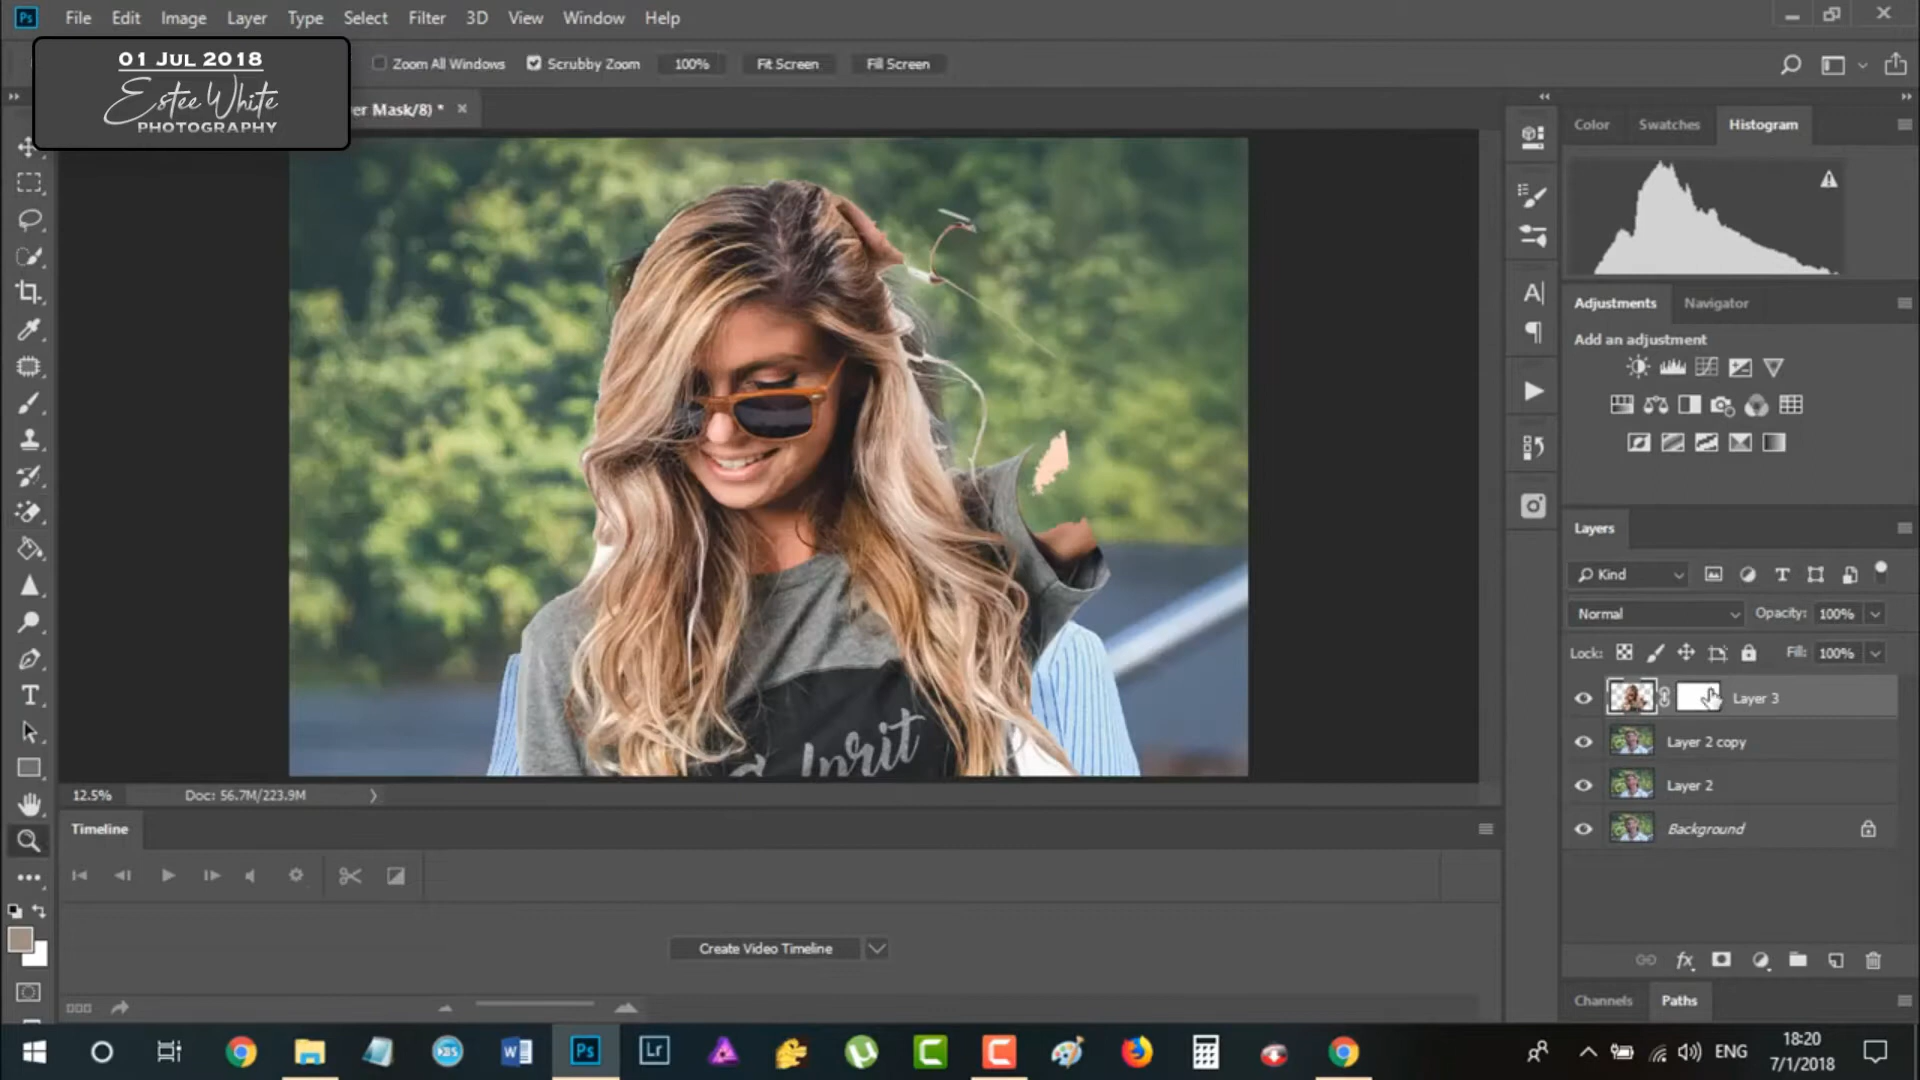 Ps File Edit Image Layer Type Select Filter 3D View Window Help
01 JUL 2018
Estee White
PHOTOGRAPHY
Zoom All Windows Scrubby Zoom 100% Fit Screen Fill Screen
er Mask/8) * ×
Color Swatches Histogram
Adjustments Navigator
Add an adjustment
Layers
Kind
Normal Opacity: 100%
Lock: Fill: 100%
Layer 3
Layer 2 copy
Layer 2
Background
12.5% Doc: 56.7M/223.9M
Timeline
Create Video Timeline
Channels Paths
Ps Lr
ENG
18:20
7/1/2018